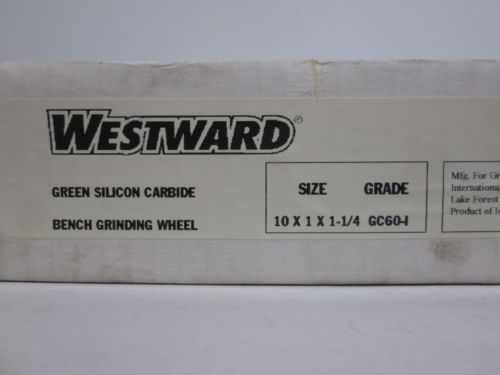 WESTWARD®
GREEN SILICON CARBIDE
BENCH GRINDING WHEEL
SIZE GRADE
10 X 1 X 1-1/4 GC60-I
Mfg. For
International
Lake Forest
Product of